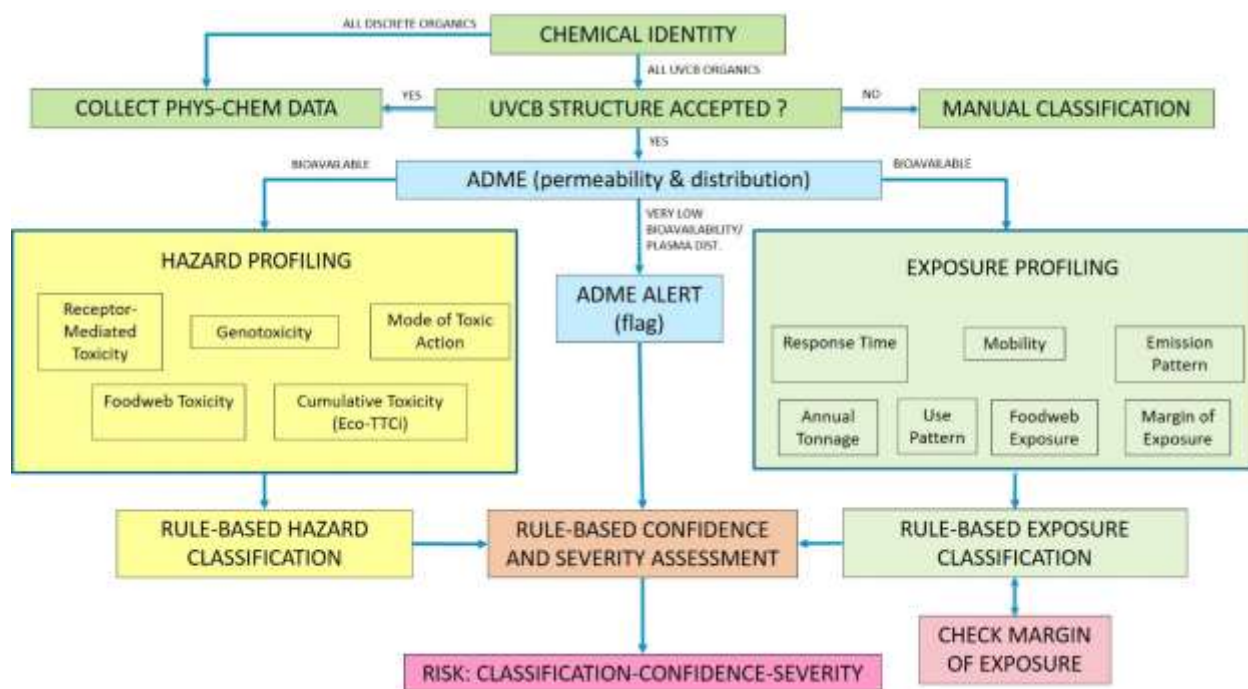 ALL DISCRETE ORGANICS
CHEMICAL IDENTITY
ALL UVCB ORGANICS
COLLECT PHYS-CHEM DATA
YES
UVCB STRUCTURE ACCEPTED ?
NO
MANUAL CLASSIFICATION
YES
BIOAVAILABLE
ADME (permeability & distribution)
BIOAVAILABLE
VERY LOW
BIOAVAILABILITY/
PLASMA DIST.
HAZARD PROFILING
Receptor-
Mediated
Toxicity
Genotoxicity
Mode of Toxic
Action
Foodweb Toxicity
Cumulative Toxicity
(Eco-TTCi)
ADME ALERT
(flag)
EXPOSURE PROFILING
Response Time
Mobility
Emission
Pattern
Annual
Tonnage
Use
Pattern
Foodweb
Exposure
Margin of
Exposure
RULE-BASED HAZARD
CLASSIFICATION
RULE-BASED CONFIDENCE
AND SEVERITY ASSESSMENT
RULE-BASED EXPOSURE
CLASSIFICATION
CHECK MARGIN
OF EXPOSURE
RISK: CLASSIFICATION-CONFIDENCE-SEVERITY